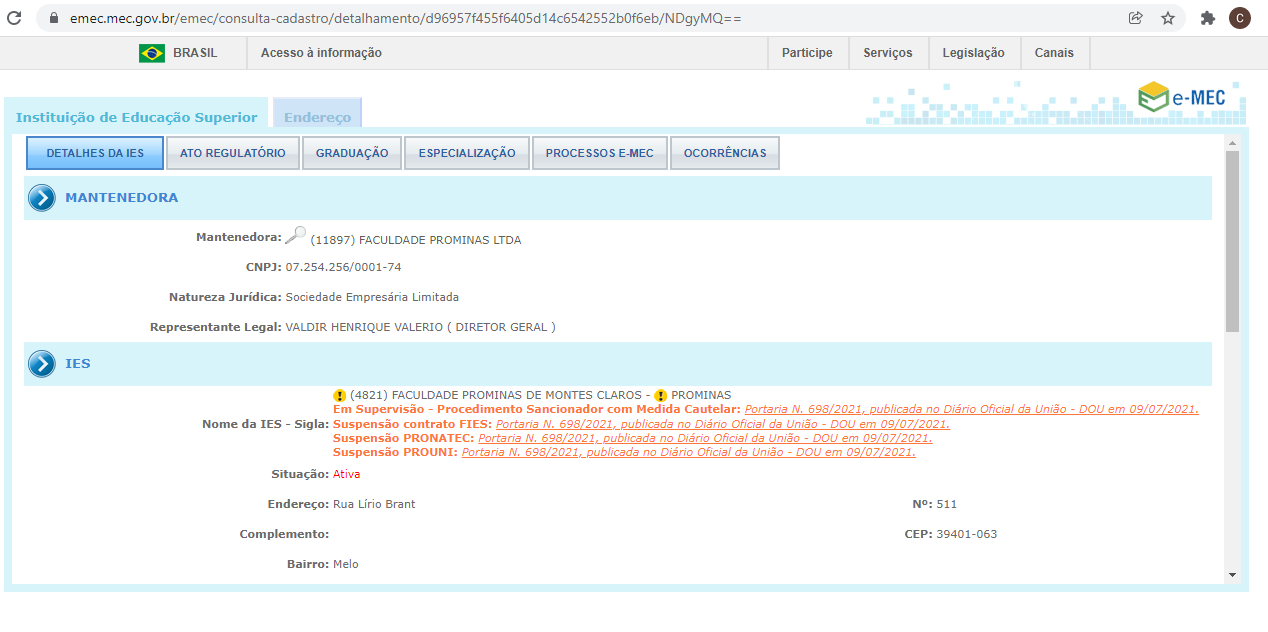 emec.mec.gov.br/emec/consulta-cadastro/detalhamento/d96957f455f6405d14c6542552b0f6eb/NDgyMQ==
C
BRASIL Acesso à informação Participe Serviços Legislação Canais
e-MEC
Instituição de Educação Superior Endereço
DETALHES DA IES ATO REGULATÓRIO GRADUAÇÃO ESPECIALIZAÇÃO PROCESSOS E-MEC OCORRÊNCIAS
MANTENEDORA
Mantenedora: (11897) FACULDADE PROMINAS LTDA
CNPJ: 07.254.256/0001-74
Natureza Jurídica: Sociedade Empresária Limitada
Representante Legal: VALDIR HENRIQUE VALERIO ( DIRETOR GERAL )
IES
(4821) FACULDADE PROMINAS DE MONTES CLAROS - PROMINAS
Em Supervisão - Procedimento Sancionador com Medida Cautelar: Portaria N. 698/2021, publicada no Diário Oficial da União - DOU em 09/07/2021.
Nome da IES - Sigla: Suspensão contrato FIES: Portaria N. 698/2021, publicada no Diário Oficial da União - DOU em 09/07/2021.
Suspensão PRONATEC: Portaria N. 698/2021, publicada no Diário Oficial da União - DOU em 09/07/2021.
Suspensão PROUNI: Portaria N. 698/2021, publicada no Diário Oficial da União - DOU em 09/07/2021.
Situação: Ativa
Endereço: Rua Lírio Brant Nº: 511
Complemento: CEP: 39401-063
Bairro: Melo